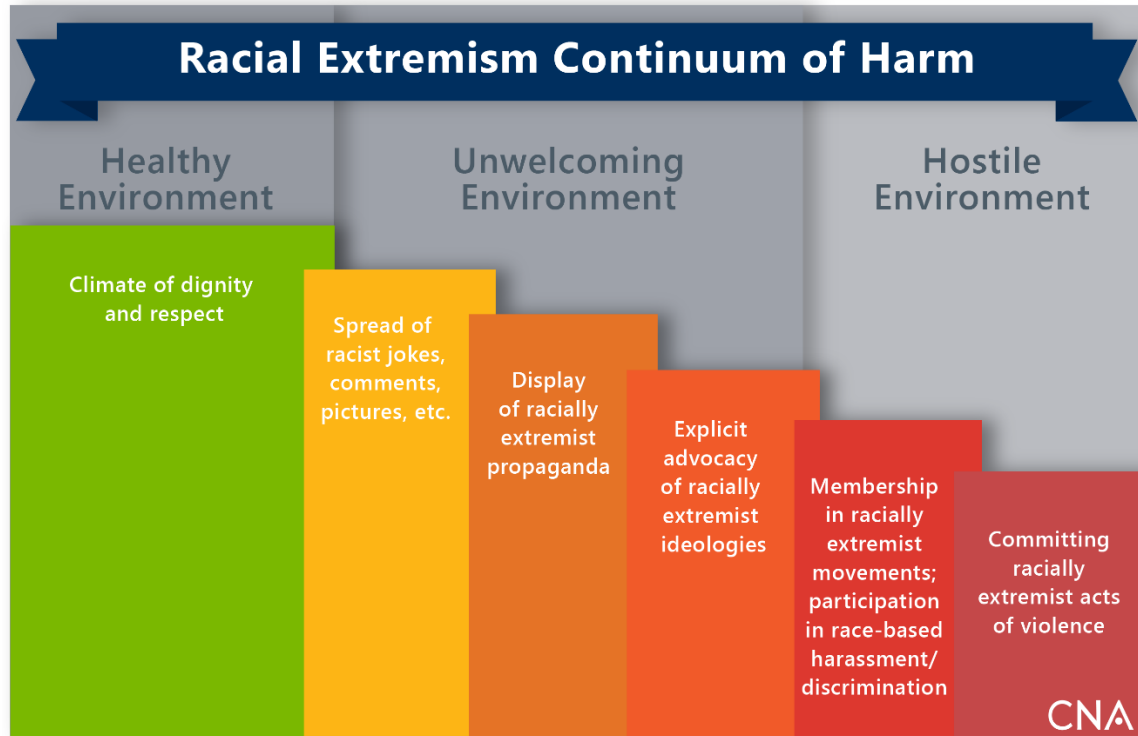 Racial Extremism Continuum of Harm
Healthy
Environment
Unwelcoming
Environment
Hostile
Environment
Climate of dignity
and respect
Spread of
racist jokes,
comments,
pictures, etc.
Display
of racially
extremist
propaganda
Explicit
advocacy
of racially
extremist
ideologies
Membership
in racially
extremist
movements;
participation
in race-based
harassment/
discrimination
Committing
racially
extremist acts
of violence
CNA